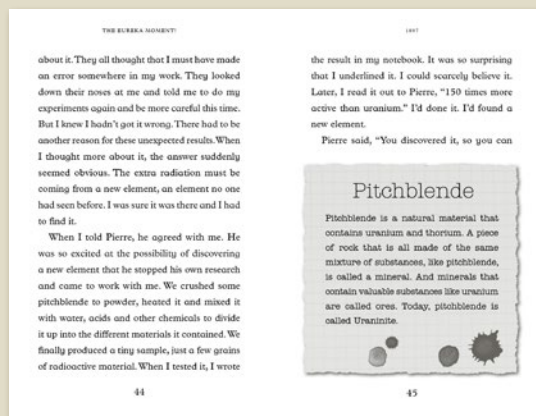 THE EUREKA MOMENT!
about it. They all thought that I must have made
an error somewhere in my work. They looked
down their noses at me and told me to do my
experiments again and be more careful this time.
But I knew I hadn't got it wrong. There had to be
another reason for these unexpected results. When
I thought more about it, the answer suddenly
seemed obvious. The extra radiation must be
coming from a new element, an element no one
had seen before. I was sure it was there and I had
to find it.
When I told Pierre, he agreed with me. He
was so excited at the possibility of discovering
a new element that he stopped his own research
and came to work with me. We crushed some
pitchblende to powder, heated it and mixed it
with water, acids and other chemicals to divide
it up into the different materials it contained. We
finally produced a tiny sample, just a few grains
of radioactive material. When I tested it, I wrote
44
1897
the result in my notebook. It was so surprising
that I underlined it. I could scarcely believe it.
Later, I read it out to Pierre, “150 times more
active than uranium.” I'd done it. I'd found a
new element.
Pierre said, “You discovered it, so you can
Pitchblende
Pitchblende is a natural material that
contains uranium and thorium. A piece
of rock that is all made of the same
mixture of substances, like pitchblende,
is called a mineral. And minerals that
contain valuable substances like uranium
are called ores. Today, pitchblende is
called Uraninite.
45